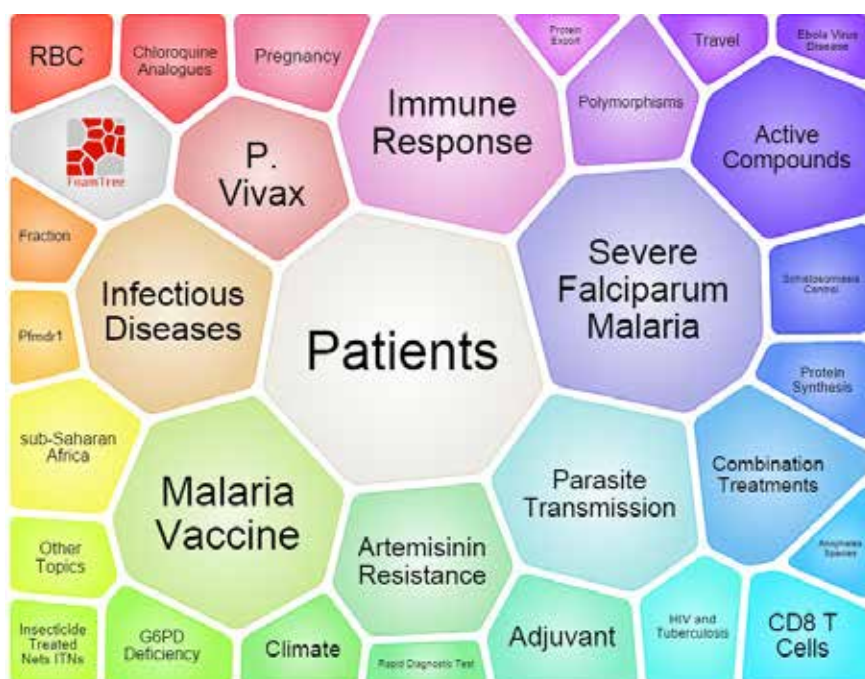 RBC
Chloroquine
Analogues
Pregnancy
Immune
Response
Protein
Export
Polymorphisms
Travel
Ebola Virus
Disease
Active
Compounds
FoamTree
P.
Vivax
Fraction
Infectious
Diseases
Patients
Severe
Falciparum
Malaria
Schistosomiasis
Control
Pfmdr1
Protein
Synthesis
sub-Saharan
Africa
Malaria
Vaccine
Artemisinin
Resistance
Parasite
Transmission
Combination
Treatments
Anopheles
Species
Other
Topics
Insecticide
Treated
Nets ITNs
G6PD
Deficiency
Climate
Rapid Diagnostic Test
Adjuvant
HIV and
Tuberculosis
CD8 T
Cells